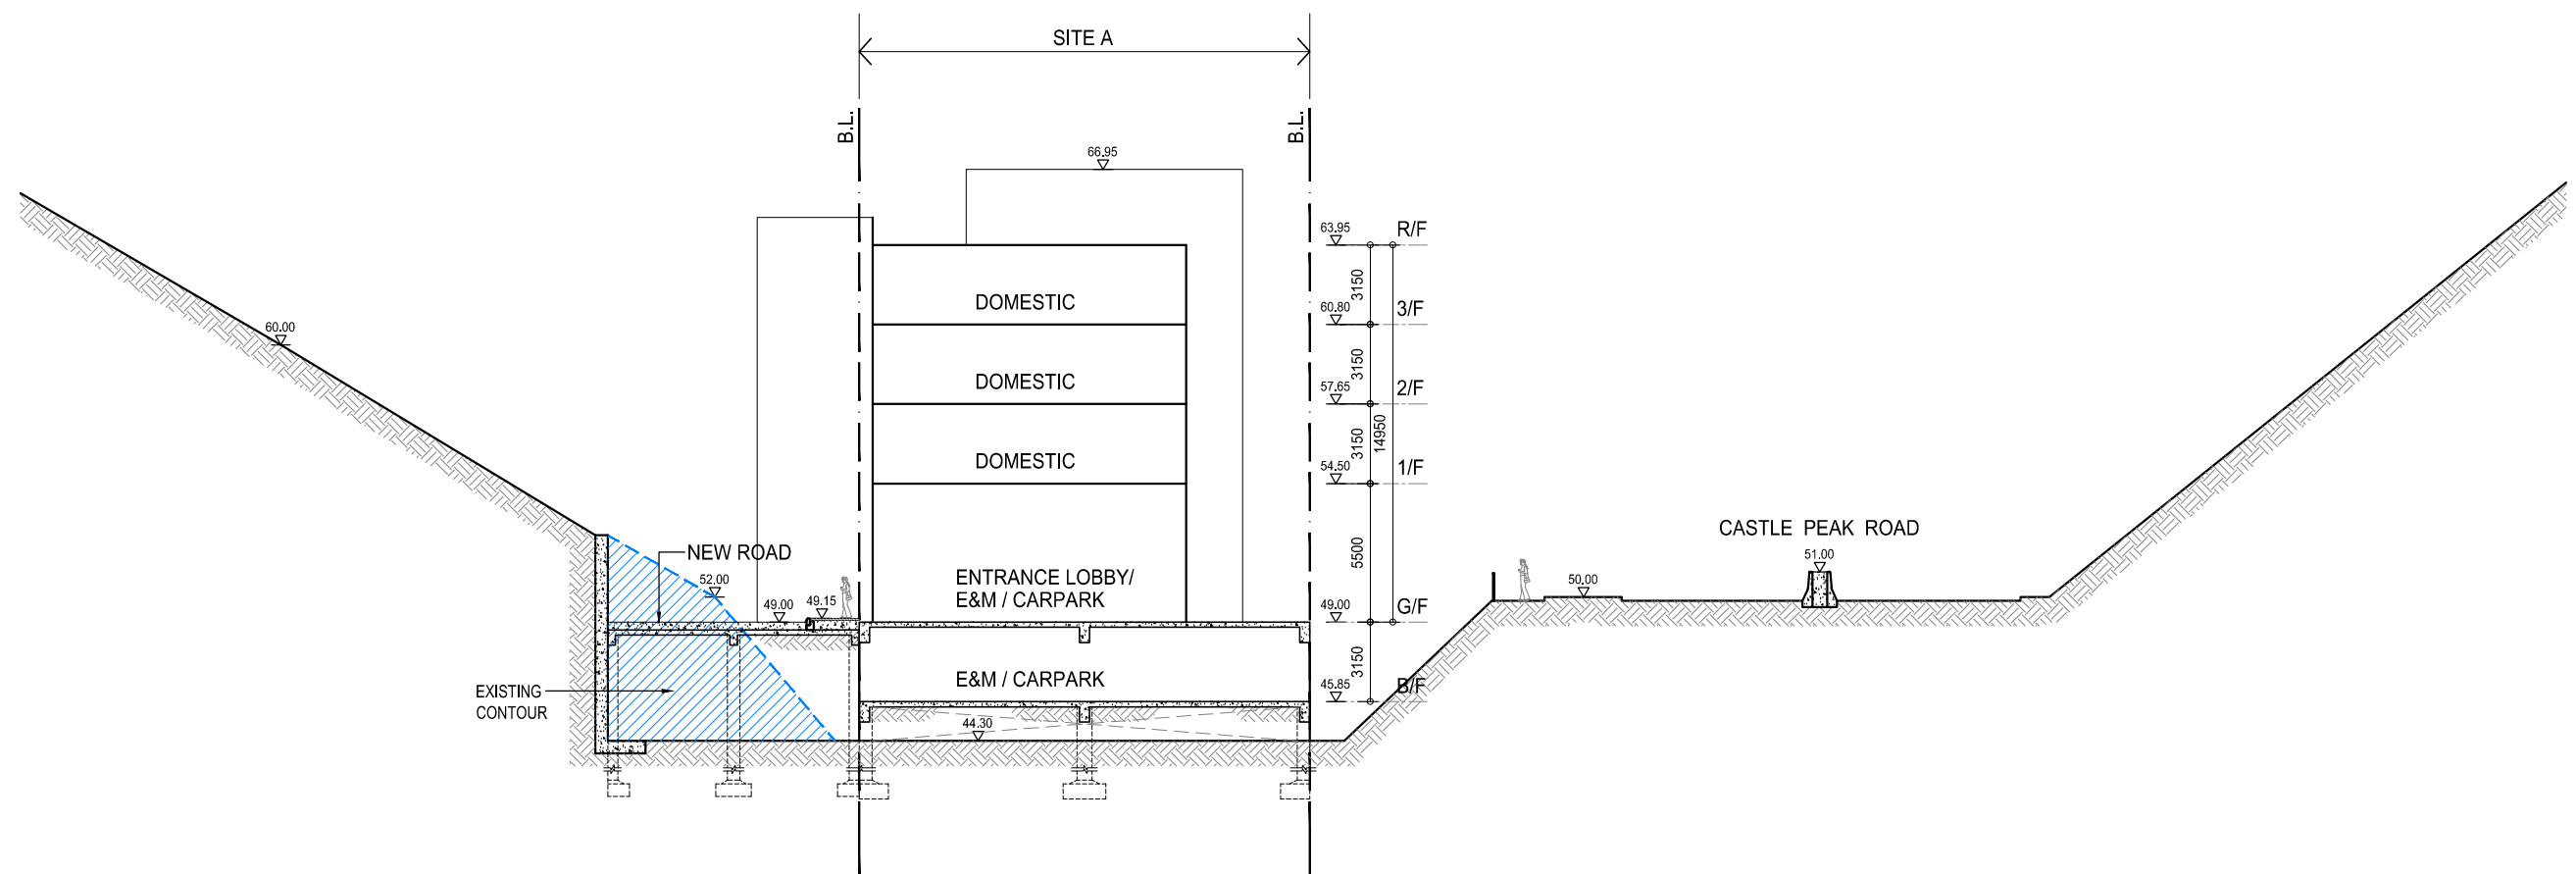 SITE A
B.L.
B.L.
66.95
63.95
R/F
3150
DOMESTIC
60.80
3/F
60.00
3150
DOMESTIC
57.65
2/F
3150
14950
DOMESTIC
54.50
1/F
CASTLE PEAK ROAD
51.00
NEW ROAD
5500
52.00
ENTRANCE LOBBY/
E&M / CARPARK
50.00
49.00
49.15
49.00
G/F
3150
E&M / CARPARK
45.85
B/F
EXISTING
CONTOUR
44.30